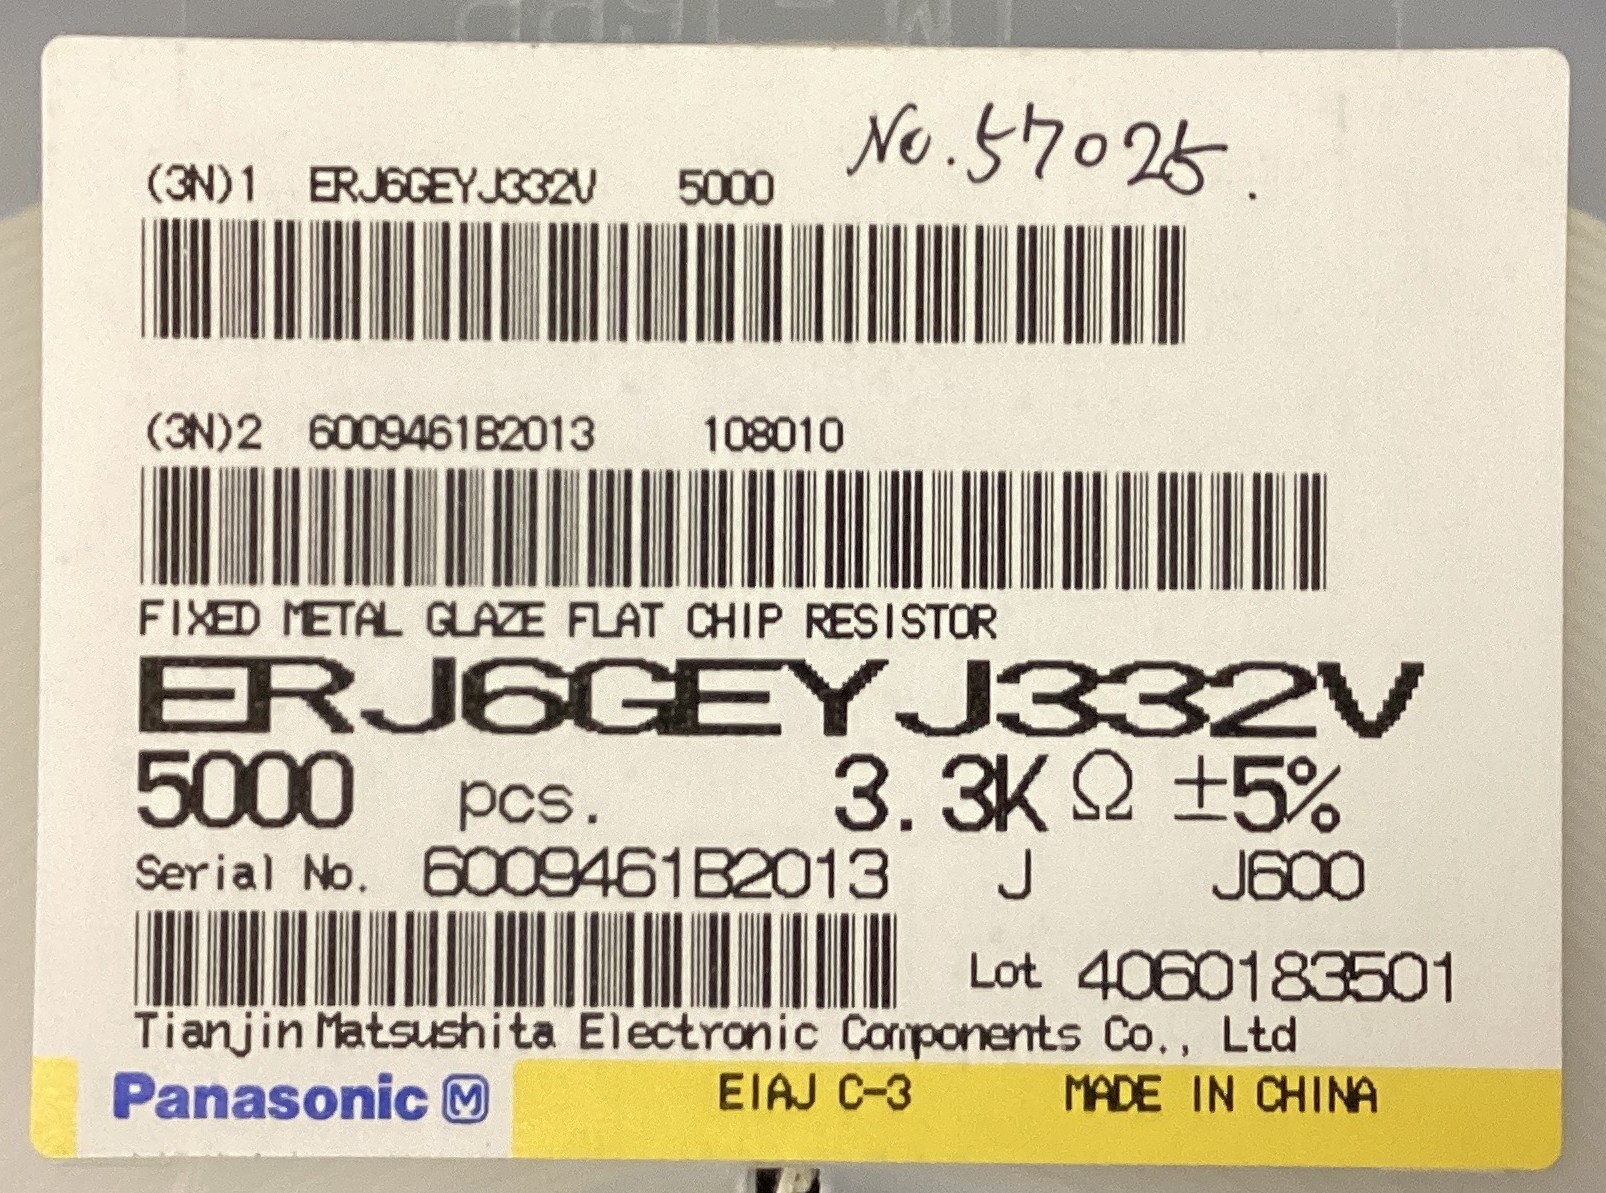 No. 57025.
(3N)1 ERJ6GEYJ332V 5000
(3N)2 6009461B2013 108010
FIXED METAL GLAZE FLAT CHIP RESISTOR
ERJ6GEYJ332V
5000 pcs. 3.3KΩ ±5%
Serial No. 6009461B2013 J J600
Lot 4060183501
Tianjin Matsushita Electronic Components Co., Ltd
Panasonic M EIAJ C-3 MADE IN CHINA